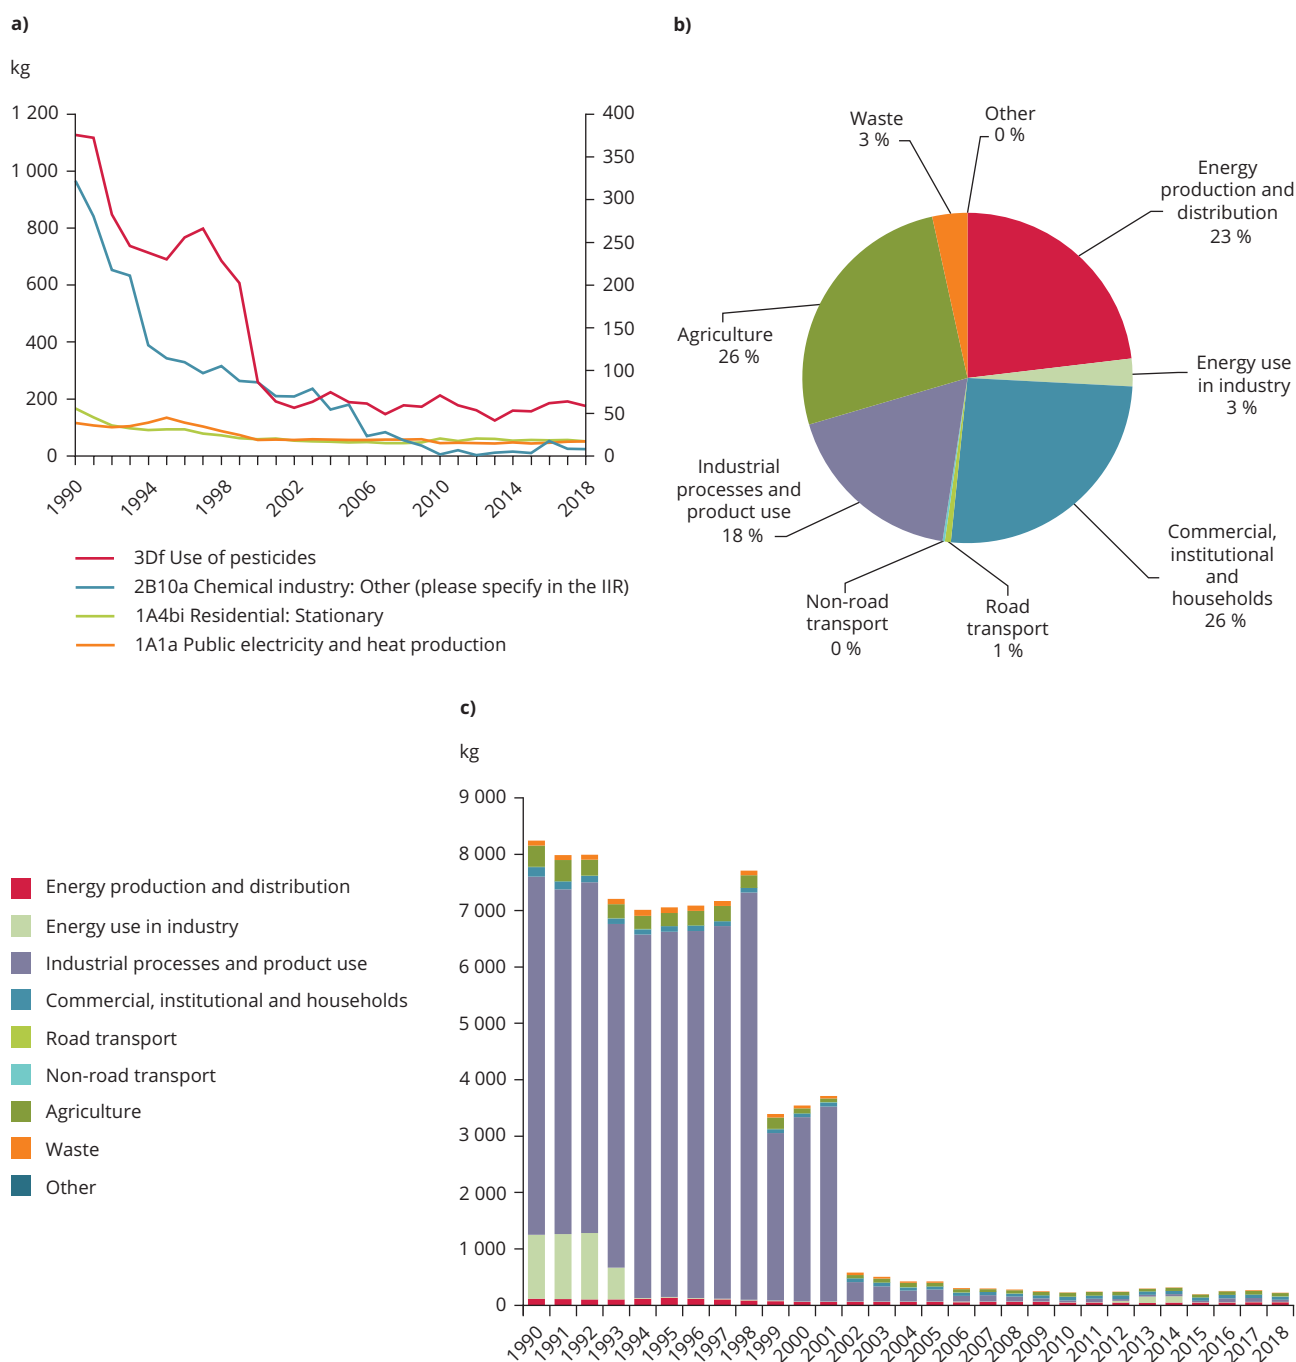 a)
kg
1 200
1 000
800
600
400
200
0
400
350
300
250
200
150
100
50
0
1990
1994
1998
2002
2006
2010
2014
2018
3Df Use of pesticides
2B10a Chemical industry: Other (please specify in the IIR)
1A4bi Residential: Stationary
1A1a Public electricity and heat production
b)
Waste
3 %
Other
0 %
Energy
production and
distribution
23 %
Energy use
in industry
3 %
Commercial,
institutional
and
households
26 %
Road
transport
1 %
Non-road
transport
0 %
Industrial
processes and
product use
18 %
Agriculture
26 %
c)
kg
9 000
8 000
7 000
6 000
5 000
4 000
3 000
2 000
1 000
0
1990
1991
1992
1993
1994
1995
1996
1997
1998
1999
2000
2001
2002
2003
2004
2005
2006
2007
2008
2009
2010
2011
2012
2013
2014
2015
2016
2017
2018
Energy production and distribution
Energy use in industry
Industrial processes and product use
Commercial, institutional and households
Road transport
Non-road transport
Agriculture
Waste
Other